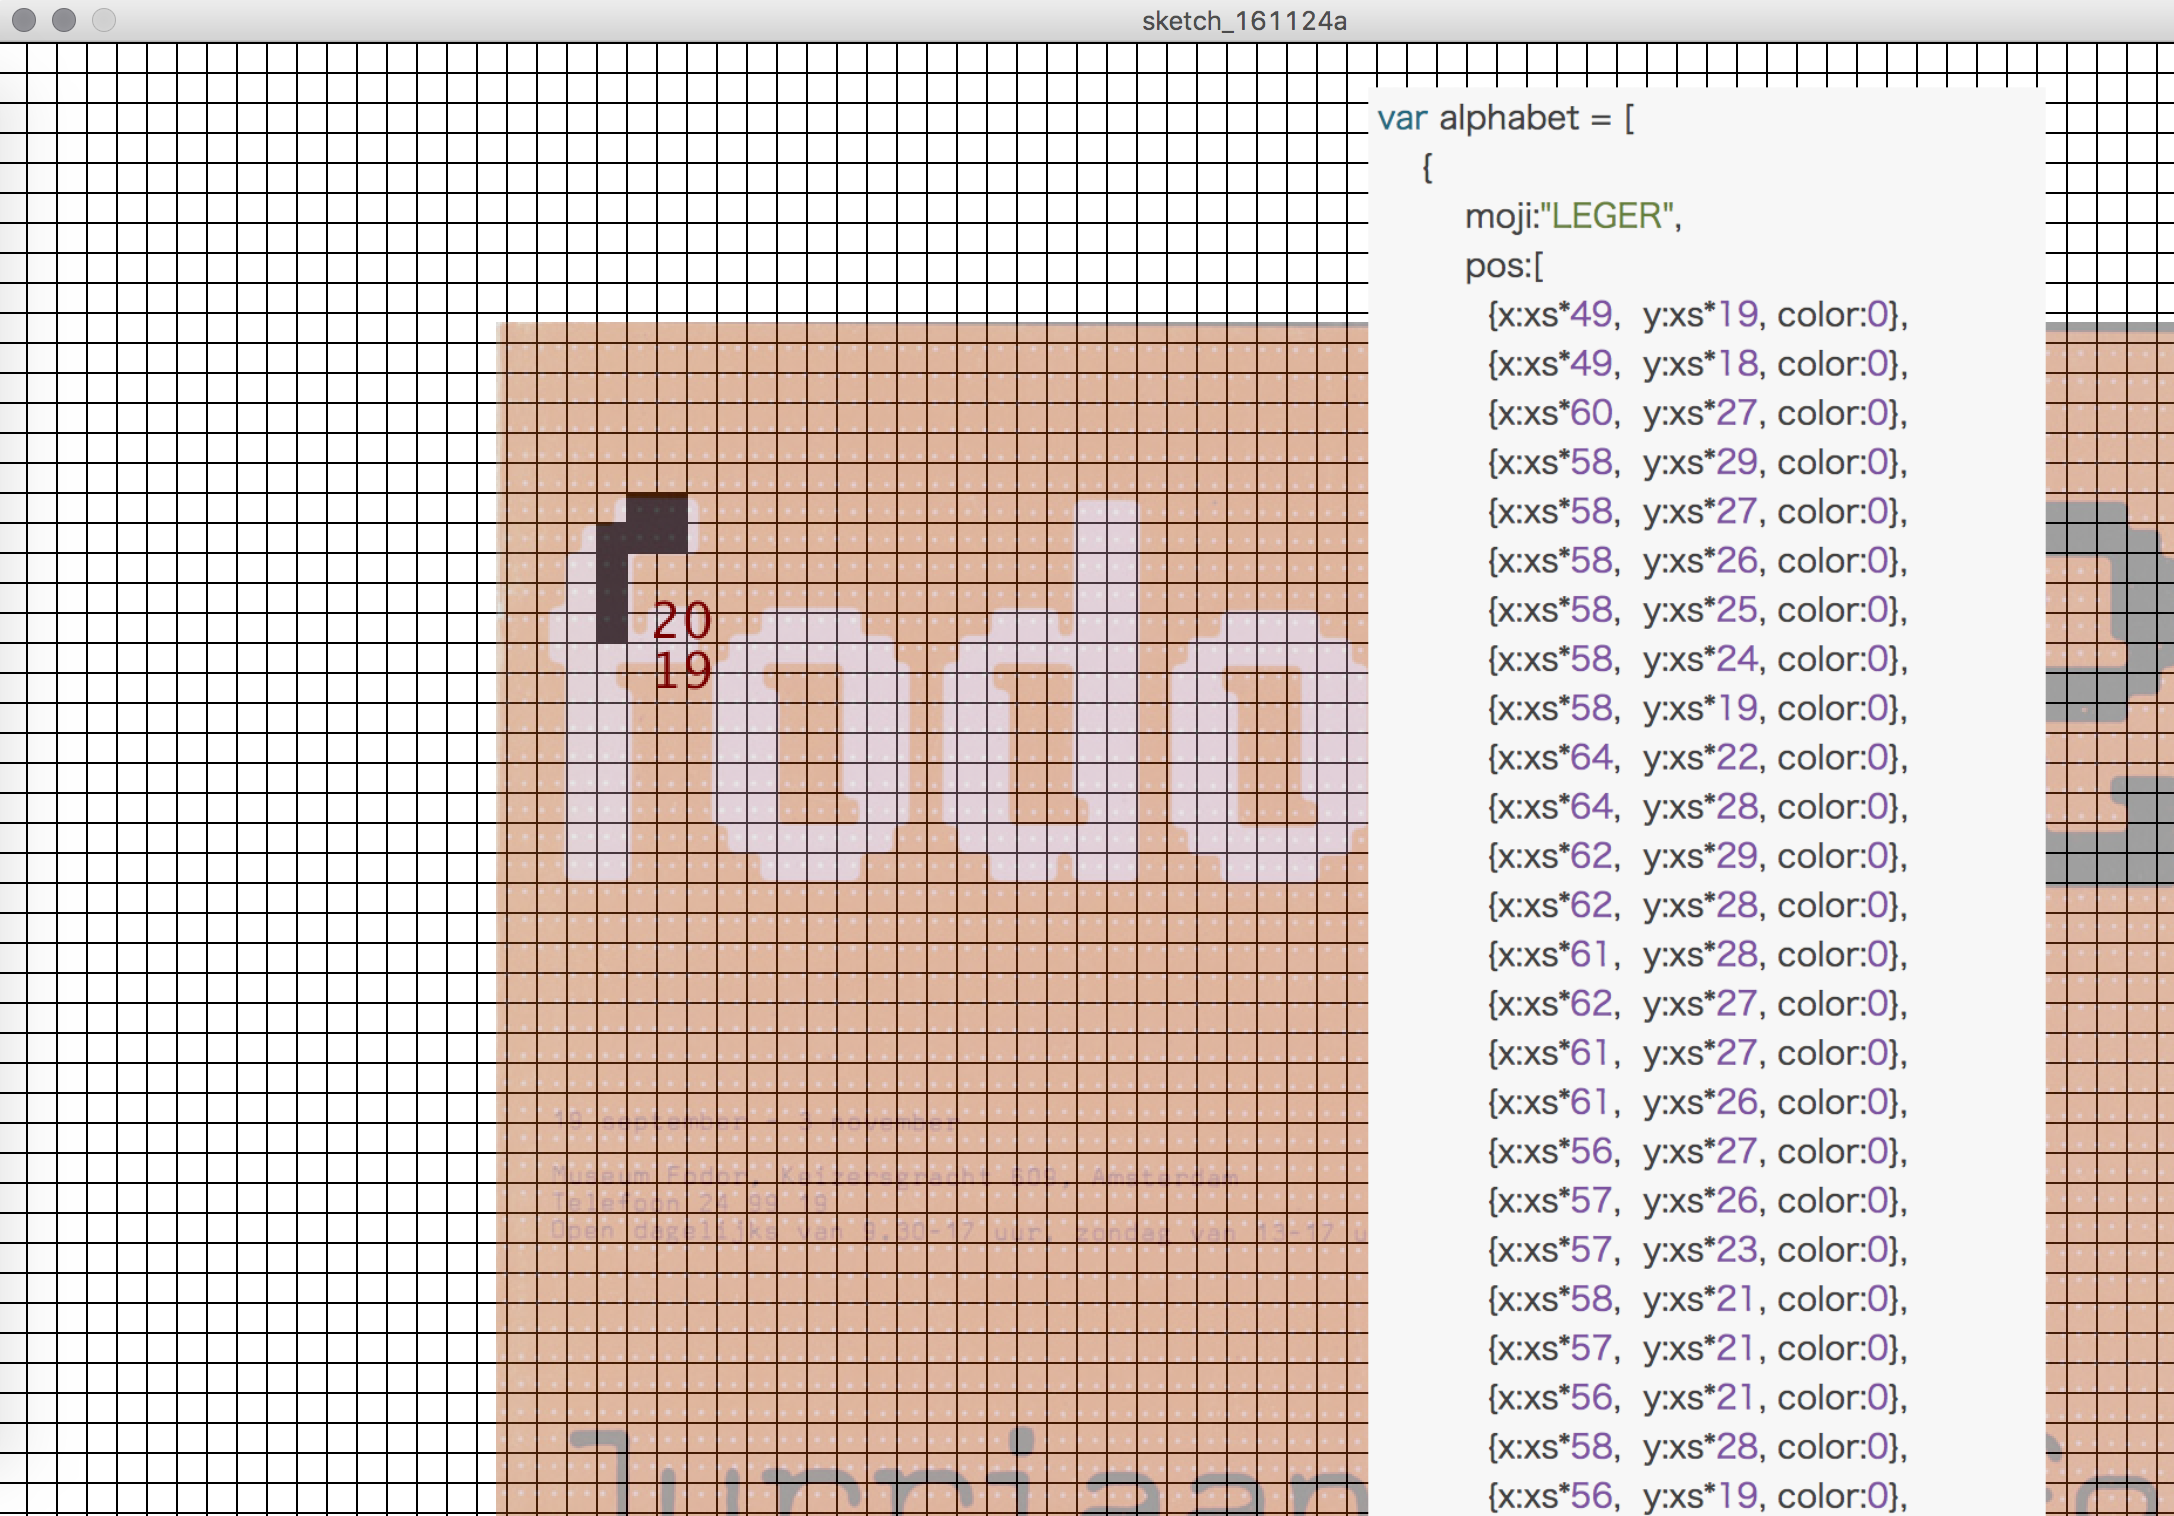 sketch_161124a
fodo
20
19
19 september - 3 november
Museum Fodor, Keizersgracht 609, Amsterdam
Telefoon 24 99 19
Open dagelijks van 9.30-17 uur, zondag van 13-17 u
Jurriaan
var alphabet = [
{
moji:"LEGER",
pos:[
{x:xs*49, y:xs*19, color:0},
{x:xs*49, y:xs*18, color:0},
{x:xs*60, y:xs*27, color:0},
{x:xs*58, y:xs*29, color:0},
{x:xs*58, y:xs*27, color:0},
{x:xs*58, y:xs*26, color:0},
{x:xs*58, y:xs*25, color:0},
{x:xs*58, y:xs*24, color:0},
{x:xs*58, y:xs*19, color:0},
{x:xs*64, y:xs*22, color:0},
{x:xs*64, y:xs*28, color:0},
{x:xs*62, y:xs*29, color:0},
{x:xs*62, y:xs*28, color:0},
{x:xs*61, y:xs*28, color:0},
{x:xs*62, y:xs*27, color:0},
{x:xs*61, y:xs*27, color:0},
{x:xs*61, y:xs*26, color:0},
{x:xs*56, y:xs*27, color:0},
{x:xs*57, y:xs*26, color:0},
{x:xs*57, y:xs*23, color:0},
{x:xs*58, y:xs*21, color:0},
{x:xs*57, y:xs*21, color:0},
{x:xs*56, y:xs*21, color:0},
{x:xs*58, y:xs*28, color:0},
{x:xs*56, y:xs*19, color:0},